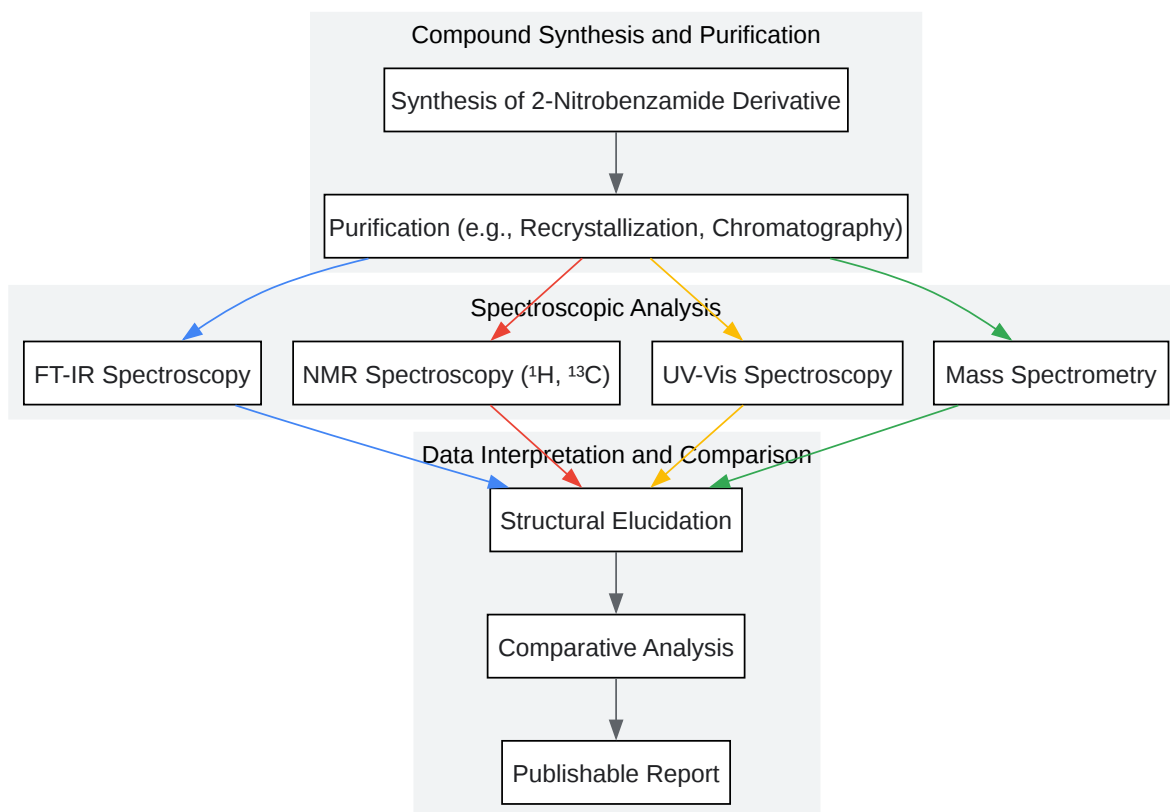 Compound Synthesis and Purification
Synthesis of 2-Nitrobenzamide Derivative
Purification (e.g., Recrystallization, Chromatography)
Spectroscopic Analysis
FT-IR Spectroscopy
NMR Spectroscopy (¹H, ¹³C)
UV-Vis Spectroscopy
Mass Spectrometry
Data Interpretation and Comparison
Structural Elucidation
Comparative Analysis
Publishable Report